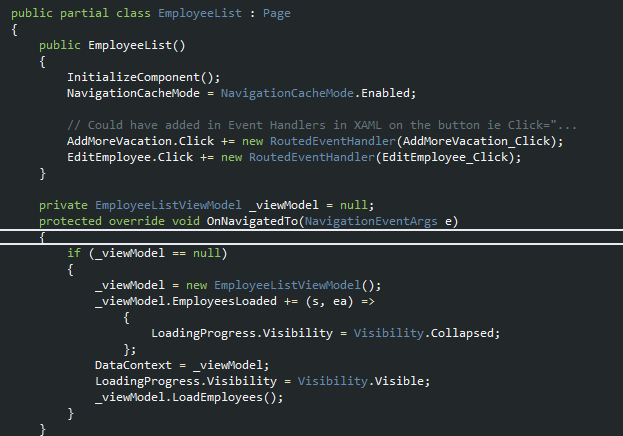 public partial class EmployeeList : Page
{
    public EmployeeList()
    {
        InitializeComponent();
        NavigationCacheMode = NavigationCacheMode.Enabled;

        // Could have added in Event Handlers in XAML on the button ie Click="...
        AddMoreVacation.Click += new RoutedEventHandler(AddMoreVacation_Click);
        EditEmployee.Click += new RoutedEventHandler(EditEmployee_Click);
    }

    private EmployeeListViewModel _viewModel = null;
    protected override void OnNavigatedTo(NavigationEventArgs e)
    {
        if (_viewModel == null)
        {
            _viewModel = new EmployeeListViewModel();
            _viewModel.EmployeesLoaded += (s, ea) =>
                {
                    LoadingProgress.Visibility = Visibility.Collapsed;
                };
            DataContext = _viewModel;
            LoadingProgress.Visibility = Visibility.Visible;
            _viewModel.LoadEmployees();
        }
    }